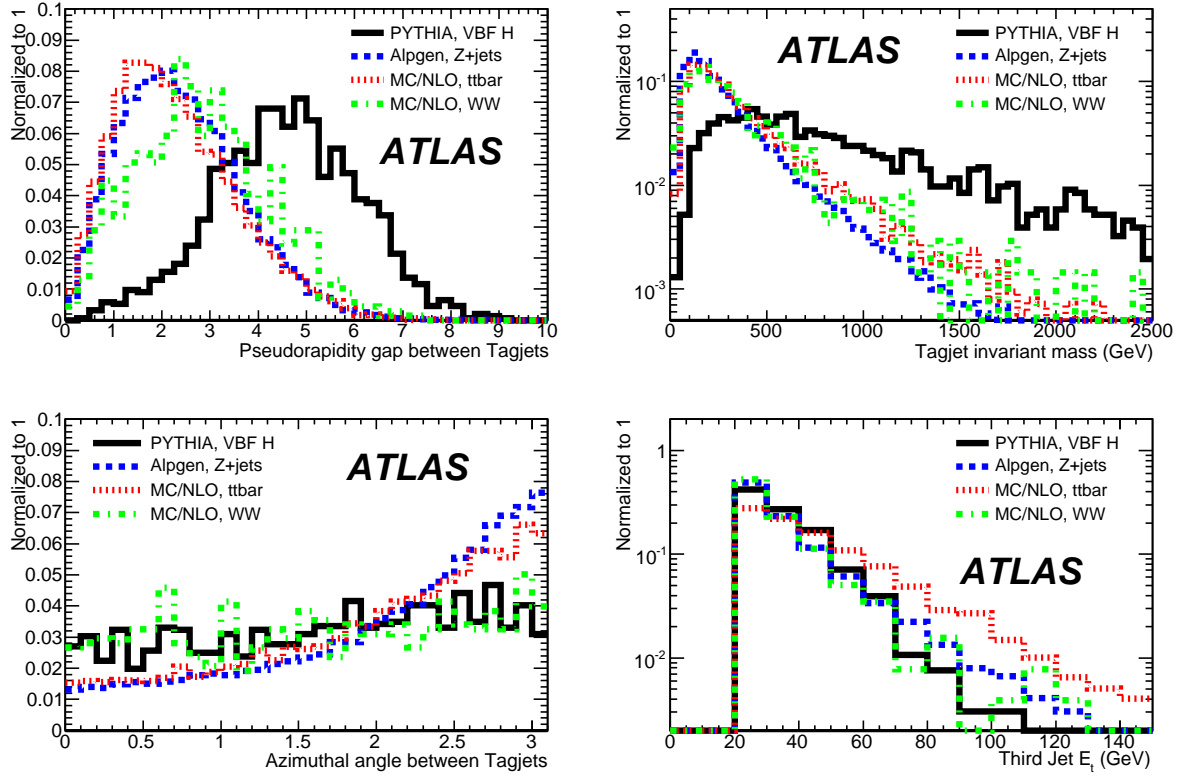 Normalized to 1
0.1
0.09
0.08
0.07
0.06
0.05
0.04
0.03
0.02
0.01
0
PYTHIA, VBF H
Alpgen, Z+jets
MC/NLO, ttbar
MC/NLO, WW
ATLAS
0 1 2 3 4 5 6 7 8 9 10
Pseudorapidity gap between Tagjets
Normalized to 1
10^-1
10^-2
10^-3
PYTHIA, VBF H
Alpgen, Z+jets
MC/NLO, ttbar
MC/NLO, WW
ATLAS
0 500 1000 1500 2000 2500
Tagjet invariant mass (GeV)
Normalized to 1
0.1
0.09
0.08
0.07
0.06
0.05
0.04
0.03
0.02
0.01
0
PYTHIA, VBF H
Alpgen, Z+jets
MC/NLO, ttbar
MC/NLO, WW
ATLAS
0 0.5 1 1.5 2 2.5 3
Azimuthal angle between Tagjets
Normalized to 1
1
10^-1
10^-2
PYTHIA, VBF H
Alpgen, Z+jets
MC/NLO, ttbar
MC/NLO, WW
ATLAS
0 20 40 60 80 100 120 140
Third Jet E_t (GeV)